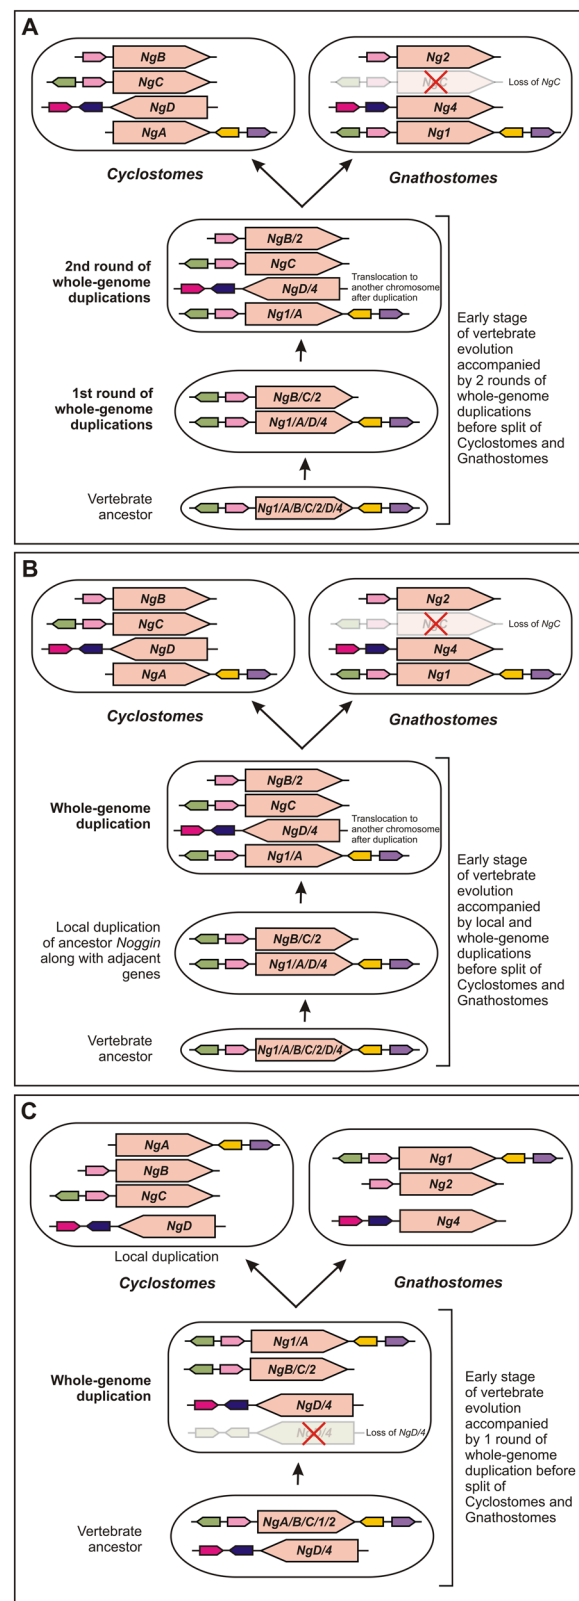 A
NgB
NgC
NgD
NgA
Cyclostomes
Ng2
Loss of NgC
Ng4
Ng1
Gnathostomes
2nd round of
whole-genome
duplications
NgB/2
NgC
NgD/4
Translocation to
another chromosome
after duplication
Ng1/A
1st round of
whole-genome
duplications
NgB/C/2
Ng1/A/D/4
Vertebrate
ancestor
Ng1/A/B/C/2/D/4
Early stage
of vertebrate
evolution
accompanied
by 2 rounds of
whole-genome
duplications
before split of
Cyclostomes and
Gnathostomes
B
NgB
NgC
NgD
NgA
Cyclostomes
Ng2
Loss of NgC
Ng4
Ng1
Gnathostomes
Whole-genome
duplication
NgB/2
NgC
NgD/4
Translocation to
another chromosome
after duplication
Ng1/A
Local duplication
of ancestor Noggin
along with adjacent
genes
NgB/C/2
Ng1/A/D/4
Vertebrate
ancestor
Ng1/A/B/C/2/D/4
Early stage
of vertebrate
evolution
accompanied
by local and
whole-genome
duplications
before split of
Cyclostomes and
Gnathostomes
C
NgA
NgB
NgC
NgD
Local duplication
Cyclostomes
Ng1
Ng2
Ng4
Gnathostomes
Whole-genome
duplication
Ng1/A
NgB/C/2
NgD/4
Loss of NgD/4
Vertebrate
ancestor
NgA/B/C/1/2
NgD/4
Early stage
of vertebrate
evolution
accompanied
by 1 round of
whole-genome
duplication before
split of
Cyclostomes and
Gnathostomes